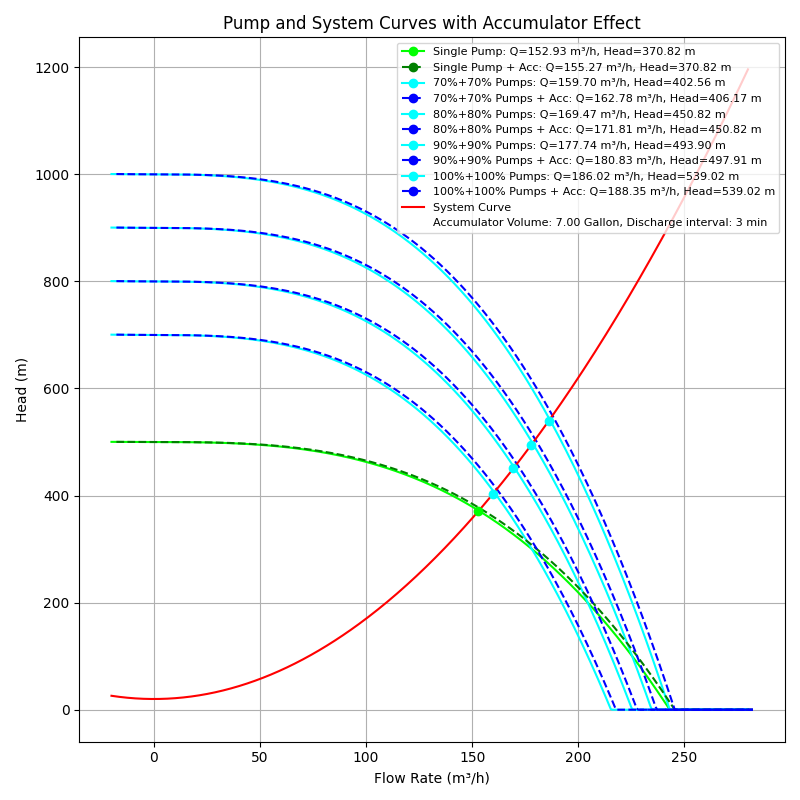 Pump and System Curves with Accumulator Effect
Single Pump: Q=152.93 m³/h, Head=370.82 m
Single Pump + Acc: Q=155.27 m³/h, Head=370.82 m
70%+70% Pumps: Q=159.70 m³/h, Head=402.56 m
70%+70% Pumps + Acc: Q=162.78 m³/h, Head=406.17 m
80%+80% Pumps: Q=169.47 m³/h, Head=450.82 m
80%+80% Pumps + Acc: Q=171.81 m³/h, Head=450.82 m
90%+90% Pumps: Q=177.74 m³/h, Head=493.90 m
90%+90% Pumps + Acc: Q=180.83 m³/h, Head=497.91 m
100%+100% Pumps: Q=186.02 m³/h, Head=539.02 m
100%+100% Pumps + Acc: Q=188.35 m³/h, Head=539.02 m
System Curve
Accumulator Volume: 7.00 Gallon, Discharge interval: 3 min
1200
1000
800
600
400
200
0
Head (m)
0 50 100 150 200 250
Flow Rate (m³/h)